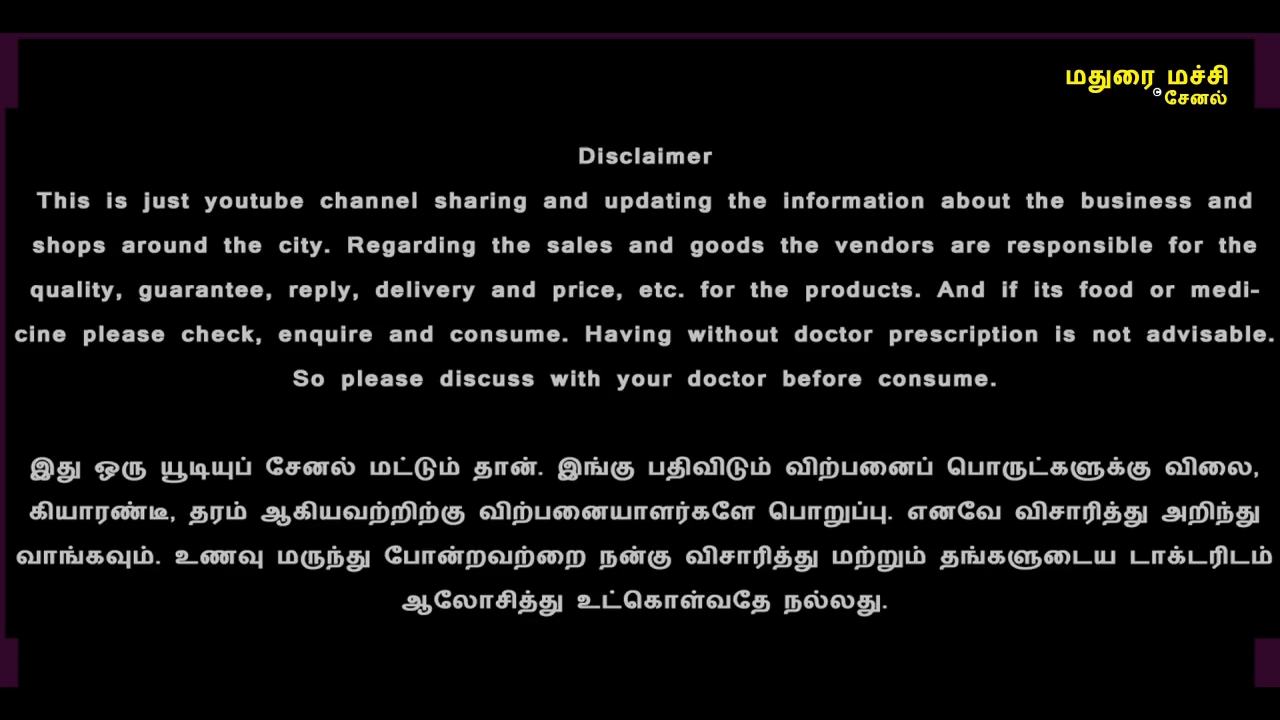 மதுரை மச்சி
© சேனல்
Disclaimer
This is just youtube channel sharing and updating the information about the business and
shops around the city. Regarding the sales and goods the vendors are responsible for the
quality, guarantee, reply, delivery and price, etc. for the products. And if its food or medi-
cine please check, enquire and consume. Having without doctor prescription is not advisable.
So please discuss with your doctor before consume.
இது ஒரு யூடியுப் சேனல் மட்டும் தான். இங்கு பதிவிடும் விற்பனைப் பொருட்களுக்கு விலை,
கியாரண்டீ, தரம் ஆகியவற்றிற்கு விற்பனையாளர்களே பொறுப்பு. எனவே விசாரித்து அறிந்து
வாங்கவும். உணவு மருந்து போன்றவற்றை நன்கு விசாரித்து மற்றும் தங்களுடைய டாக்டரிடம்
ஆலோசித்து உட்கொள்வதே நல்லது.